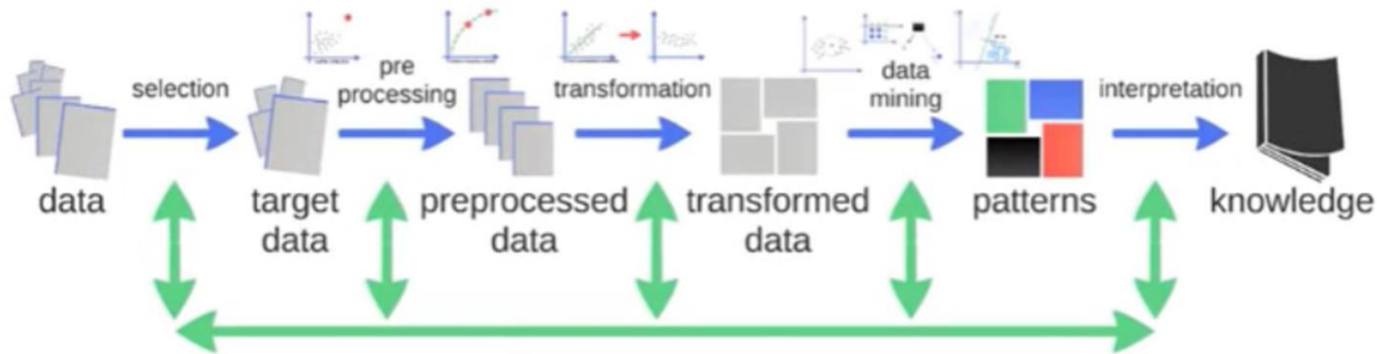 selection
pre
processing
transformation
data
mining
interpretation
data
target
data
preprocessed
data
transformed
data
patterns
knowledge